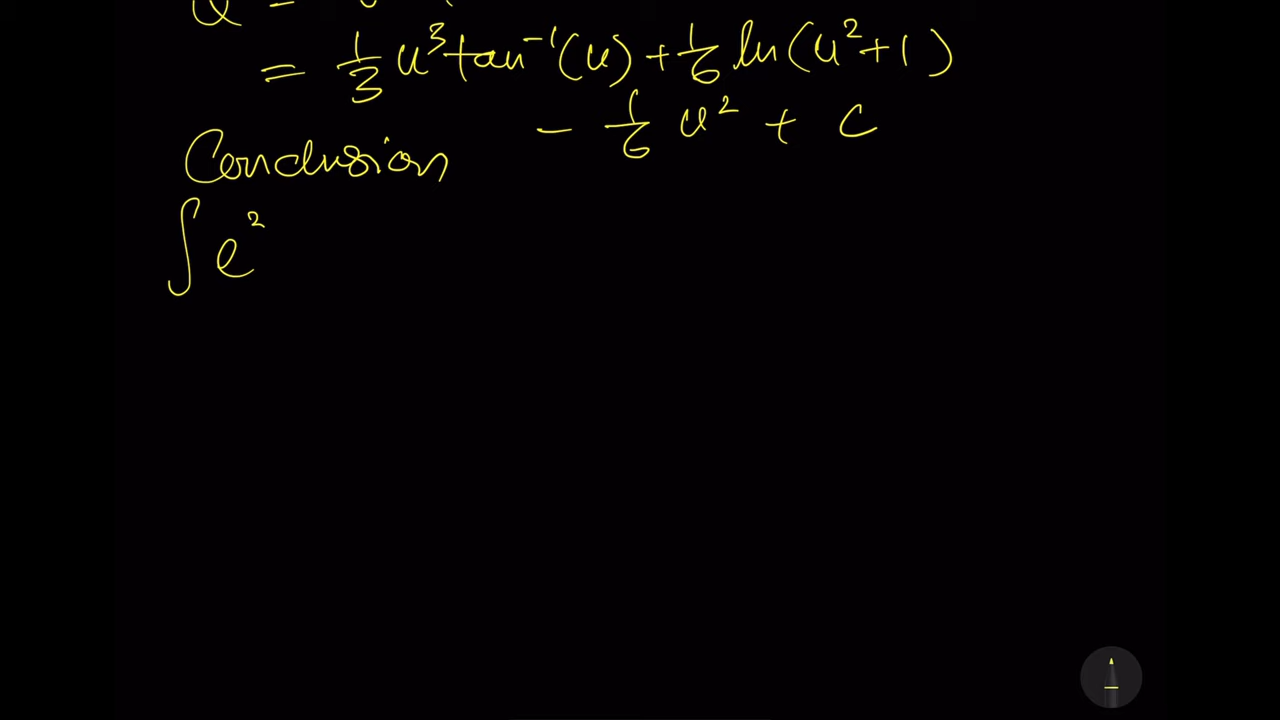 Q =
= 1/3 u³ tan⁻¹(u) + 1/6 ln(u²+1)
- 1/6 u² + C
Conclusion
∫ e²